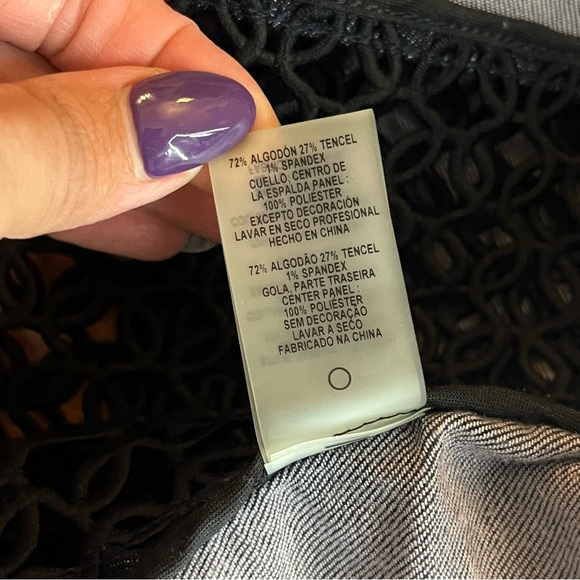 72% ALGODÓN 27% TENCEL
1% SPANDEX
CUELLO, CENTRO DE
LA ESPALDA PANEL :
100% POLIÉSTER
EXCEPTO DECORACIÓN
LAVAR EN SECO PROFESIONAL
HECHO EN CHINA
72% ALGODÃO 27% TENCEL
1% SPANDEX
GOLA, PARTE TRASEIRA
CENTER PANEL :
100% POLIÉSTER
SEM DECORAÇÃO
LAVAR A SECO
FABRICADO NA CHINA